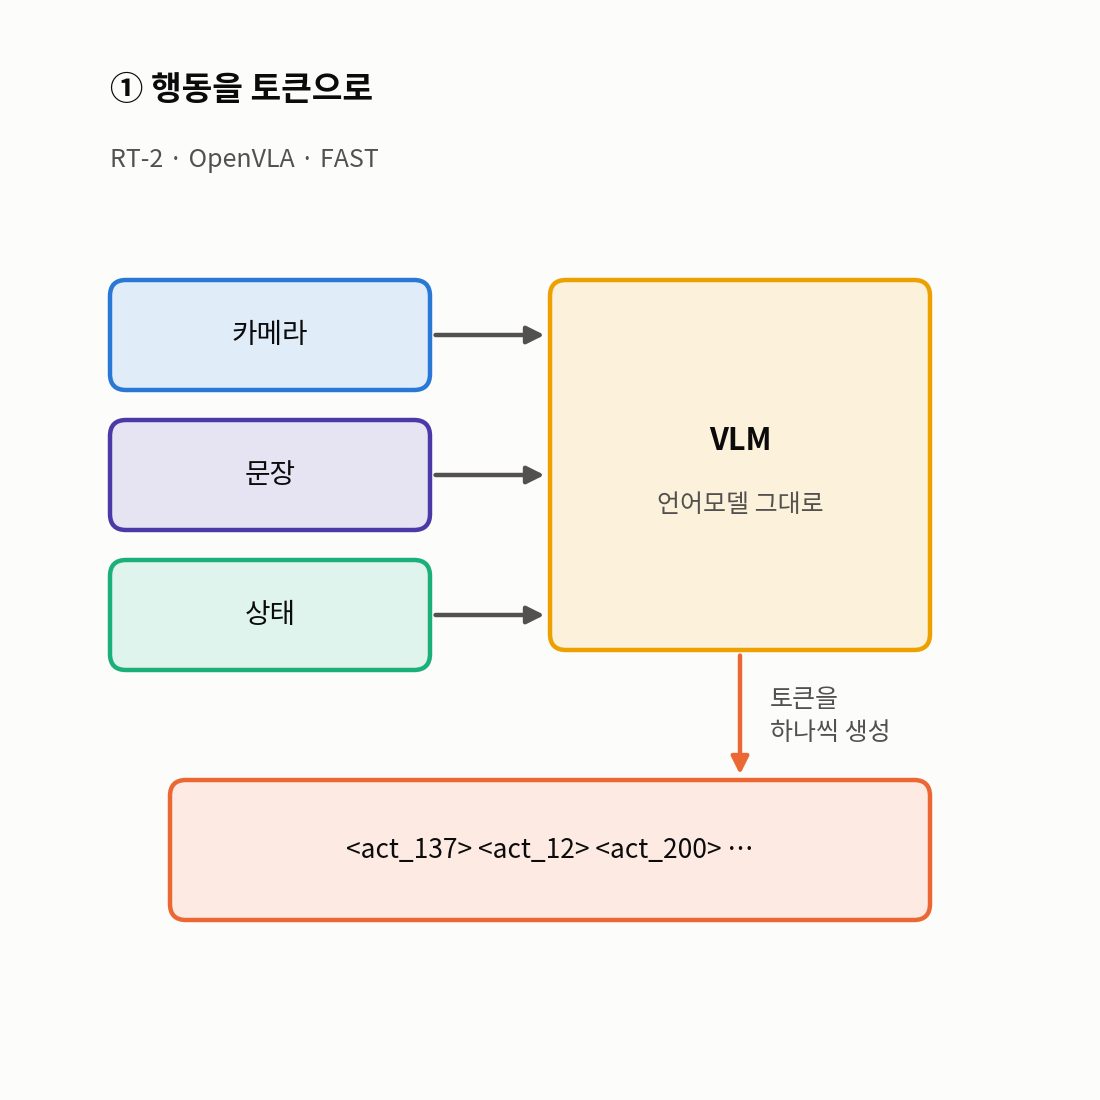 ① 행동을 토큰으로
RT-2 · OpenVLA · FAST
카메라
문장
상태
VLM
언어모델 그대로
토큰을
하나씩 생성
<act_137> <act_12> <act_200> ⋯